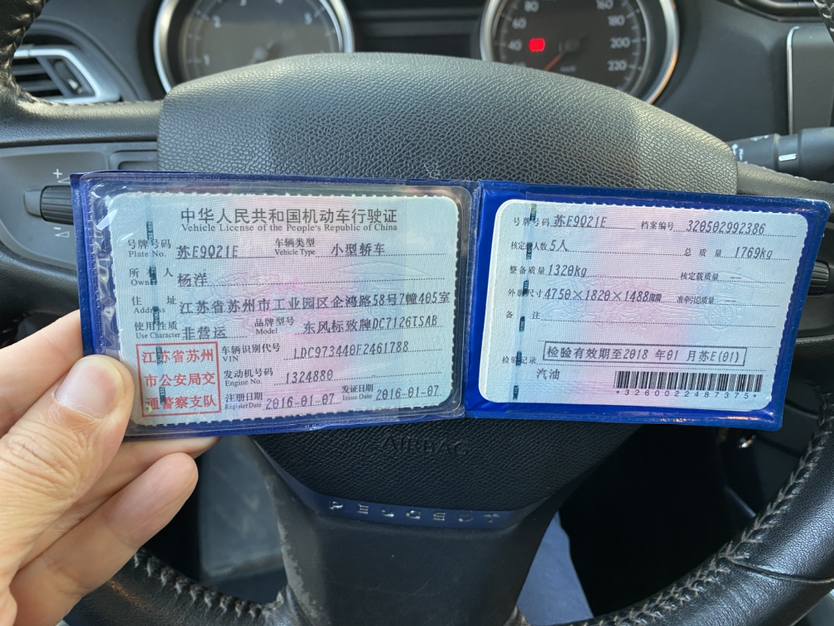 中华人民共和国机动车行驶证
Vehicle License of the People's Republic of China
号牌号码 Plate No. 苏E9Q21E 车辆类型 Vehicle Type 小型轿车
所有人 Owner 杨洋
住址 Address 江苏省苏州市工业园区企鸿路58号7幢405室
使用性质 Use Character 非营运 品牌型号 Model 东风标致牌DC7126TSAB
江苏省苏州市公安局交通警察支队
车辆识别代号 VIN LDC973440F2461788
发动机号码 Engine No. 1324880
注册日期 Register Date 2016-01-07 发证日期 Issue Date 2016-01-07
号牌号码 苏E9Q21E 档案编号 320502992386
核定载人数 5人 总质量 1769kg
整备质量 1320kg 核定载质量 --
外廓尺寸 4750×1820×1488mm 准牵引总质量 --
备注
检验记录 检验有效期至2018年01月苏E(01)
汽油
*3260022487375*
AIRBAG
1 2 4 5
40 80 160 200 220